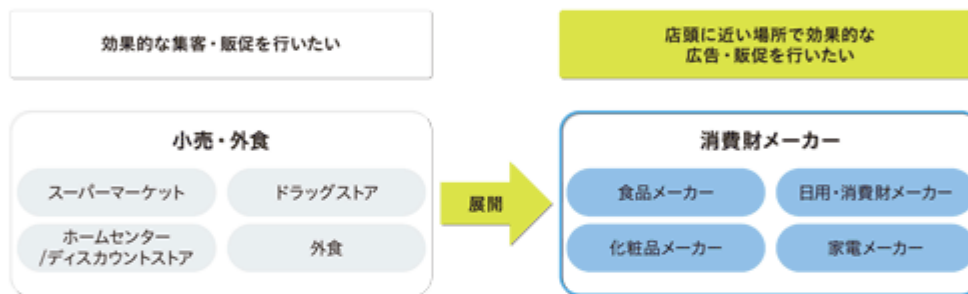 効果的な集客・販促を行いたい
店頭に近い場所で効果的な
広告・販促を行いたい
小売・外食
スーパーマーケット
ドラッグストア
ホームセンター
/ディスカウントストア
外食
展開
消費財メーカー
食品メーカー
日用・消費財メーカー
化粧品メーカー
家電メーカー